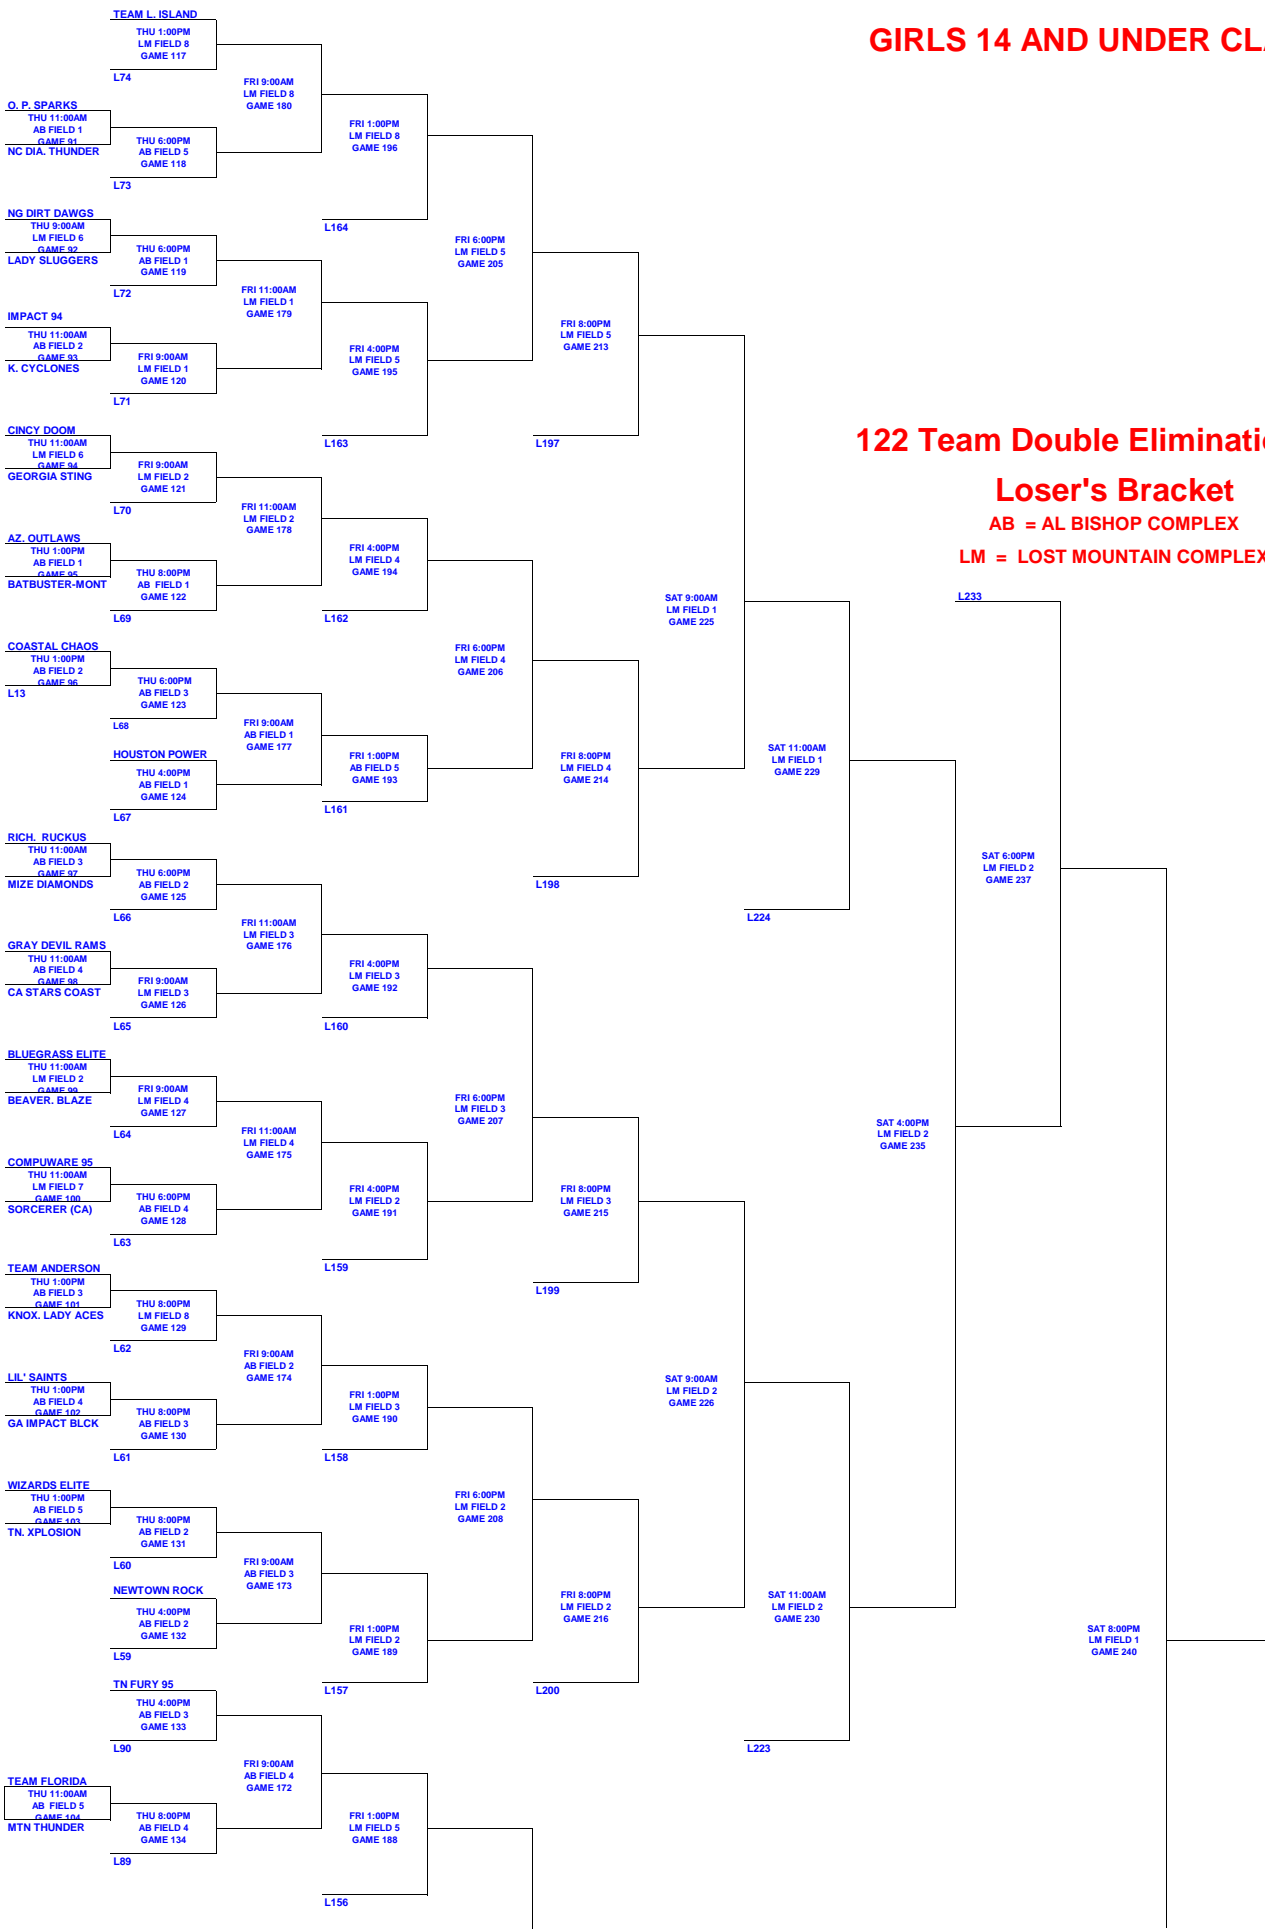 GIRLS 14 AND UNDER CL
122 Team Double Eliminati
Loser's Bracket
AB = AL BISHOP COMPLEX
LM = LOST MOUNTAIN COMPLEX
TEAM L. ISLAND
THU 1:00PM
LM FIELD 8
GAME 117
L74
O. P. SPARKS
THU 11:00AM
AB FIELD 1
GAME 91
NC DIA. THUNDER
THU 6:00PM
AB FIELD 5
GAME 118
L73
NG DIRT DAWGS
THU 9:00AM
LM FIELD 6
GAME 92
LADY SLUGGERS
THU 6:00PM
AB FIELD 1
GAME 119
L72
IMPACT 94
THU 11:00AM
AB FIELD 2
GAME 93
K. CYCLONES
FRI 9:00AM
LM FIELD 1
GAME 120
L71
CINCY DOOM
THU 11:00AM
LM FIELD 6
GAME 94
GEORGIA STING
FRI 9:00AM
LM FIELD 2
GAME 121
L70
AZ. OUTLAWS
THU 1:00PM
AB FIELD 1
GAME 95
BATBUSTER-MONT
THU 8:00PM
AB FIELD 1
GAME 122
L69
COASTAL CHAOS
THU 1:00PM
AB FIELD 2
GAME 96
L13
THU 6:00PM
AB FIELD 3
GAME 123
L68
HOUSTON POWER
THU 4:00PM
AB FIELD 1
GAME 124
L67
RICH. RUCKUS
THU 11:00AM
AB FIELD 3
GAME 97
MIZE DIAMONDS
THU 6:00PM
AB FIELD 2
GAME 125
L66
GRAY DEVIL RAMS
THU 11:00AM
AB FIELD 4
GAME 98
CA STARS COAST
FRI 9:00AM
LM FIELD 3
GAME 126
L65
BLUEGRASS ELITE
THU 11:00AM
LM FIELD 2
GAME 99
BEAVER. BLAZE
FRI 9:00AM
LM FIELD 4
GAME 127
L64
COMPUWARE 95
THU 11:00AM
LM FIELD 7
GAME 100
SORCERER (CA)
THU 6:00PM
AB FIELD 4
GAME 128
L63
TEAM ANDERSON
THU 1:00PM
AB FIELD 3
GAME 101
KNOX. LADY ACES
THU 8:00PM
LM FIELD 8
GAME 129
L62
LIL' SAINTS
THU 1:00PM
AB FIELD 4
GAME 102
GA IMPACT BLCK
THU 8:00PM
AB FIELD 3
GAME 130
L61
WIZARDS ELITE
THU 1:00PM
AB FIELD 5
GAME 103
TN. XPLOSION
THU 8:00PM
AB FIELD 2
GAME 131
L60
NEWTOWN ROCK
THU 4:00PM
AB FIELD 2
GAME 132
L59
TN FURY 95
THU 4:00PM
AB FIELD 3
GAME 133
L90
TEAM FLORIDA
THU 11:00AM
AB FIELD 5
GAME 104
MTN THUNDER
THU 8:00PM
AB FIELD 4
GAME 134
L89
FRI 9:00AM
LM FIELD 8
GAME 180
FRI 11:00AM
LM FIELD 1
GAME 179
FRI 11:00AM
LM FIELD 2
GAME 178
FRI 9:00AM
AB FIELD 1
GAME 177
FRI 11:00AM
LM FIELD 3
GAME 176
FRI 11:00AM
LM FIELD 4
GAME 175
FRI 9:00AM
AB FIELD 2
GAME 174
FRI 9:00AM
AB FIELD 3
GAME 173
FRI 9:00AM
AB FIELD 4
GAME 172
FRI 1:00PM
LM FIELD 8
GAME 196
L164
FRI 4:00PM
LM FIELD 5
GAME 195
L163
FRI 4:00PM
LM FIELD 4
GAME 194
L162
FRI 1:00PM
AB FIELD 5
GAME 193
L161
FRI 4:00PM
LM FIELD 3
GAME 192
L160
FRI 4:00PM
LM FIELD 2
GAME 191
L159
FRI 1:00PM
LM FIELD 3
GAME 190
L158
FRI 1:00PM
LM FIELD 2
GAME 189
L157
FRI 1:00PM
LM FIELD 5
GAME 188
L156
FRI 6:00PM
LM FIELD 5
GAME 205
FRI 6:00PM
LM FIELD 4
GAME 206
FRI 6:00PM
LM FIELD 3
GAME 207
FRI 6:00PM
LM FIELD 2
GAME 208
FRI 8:00PM
LM FIELD 5
GAME 213
L197
FRI 8:00PM
LM FIELD 4
GAME 214
L198
FRI 8:00PM
LM FIELD 3
GAME 215
L199
FRI 8:00PM
LM FIELD 2
GAME 216
L200
SAT 9:00AM
LM FIELD 1
GAME 225
SAT 9:00AM
LM FIELD 2
GAME 226
SAT 11:00AM
LM FIELD 1
GAME 229
L224
SAT 11:00AM
LM FIELD 2
GAME 230
L223
SAT 4:00PM
LM FIELD 2
GAME 235
L233
SAT 6:00PM
LM FIELD 2
GAME 237
SAT 8:00PM
LM FIELD 1
GAME 240